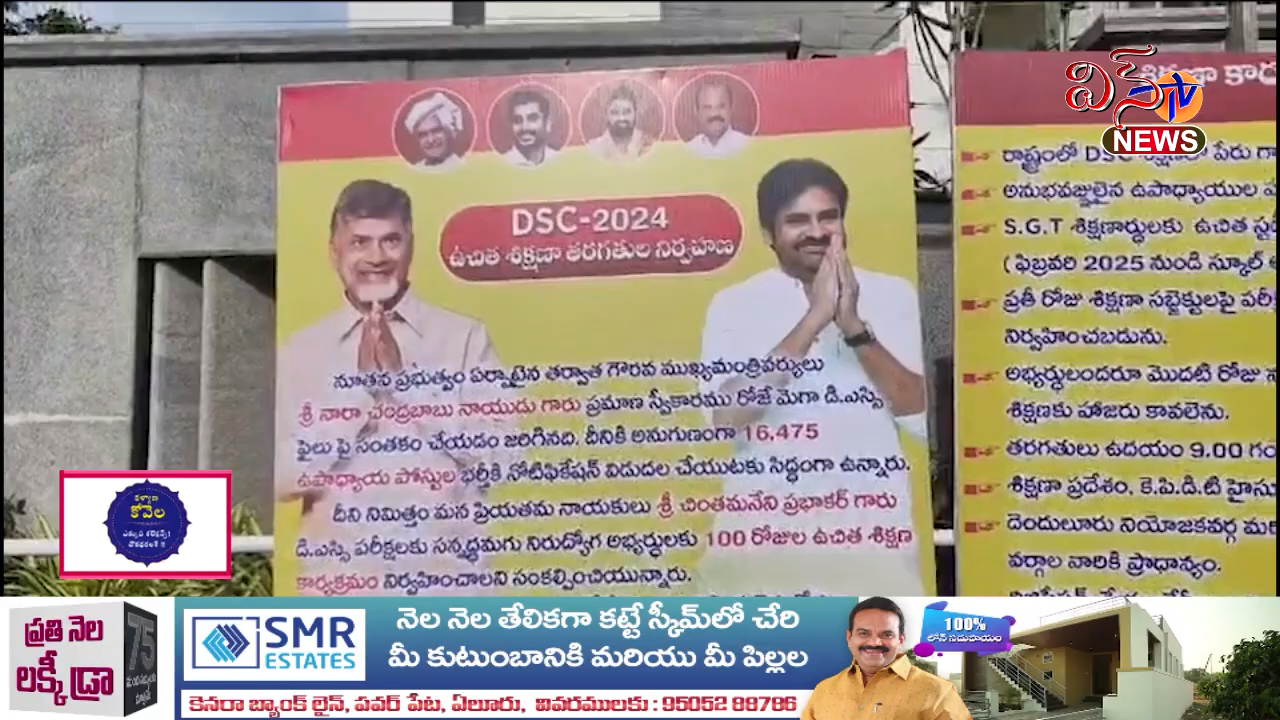 విన్ TV
NEWS
DSC-2024
ఉచిత శిక్షణా తరగతుల నిర్వహణ
నూతన ప్రభుత్వం ఏర్పాటైన తర్వాత గౌరవ ముఖ్యమంత్రివర్యులు
శ్రీ నారా చంద్రబాబు నాయుడు గారు ప్రమాణ స్వీకారము రోజే మెగా డి.ఎస్సి
ఫైలు పై సంతకం చేయడం జరిగినది. దీనికి అనుగుణంగా 16,475
ఉపాధ్యాయ పోస్టుల భర్తీకి నోటిఫికేషన్ విడుదల చేయుటకు సిద్ధంగా ఉన్నారు.
దీని నిమిత్తం మన ప్రియతమ నాయకులు శ్రీ చింతమనేని ప్రభాకర్ గారు
డి.ఎస్సి పరీక్షలకు సన్నద్ధమగు నిరుద్యోగ అభ్యర్ధులకు 100 రోజుల ఉచిత శిక్షణ
కార్యక్రమం నిర్వహించాలని సంకల్పించియున్నారు.
శిక్షణా
రాష్ట్రంలో DSC పేరు
అనుభవజ్ఞులైన ఉపాధ్యాయుల
S.G.T శిక్షణార్ధులకు ఉచిత
( ఫిబ్రవరి 2025 నుండి స్కూల్
ప్రతీ రోజు శిక్షణా సబ్జెక్టులపై
నిర్వహించబడును.
అభ్యర్ధులందరూ మొదటి రోజు
శిక్షణకు హాజరు కావలెను.
తరగతులు ఉదయం 9.00
శిక్షణా ప్రదేశం. కె.పి.డి.టి
దెందులూరు నియోజకవర్గ
వర్గాల వారికి ప్రాధాన్యం.
కళ్యాణ
కోవెల
ప్రతి నెల
లక్కీ డ్రా
75
SMR
ESTATES
నెల నెల తేలికగా కట్టే స్కీమ్‌లో చేరి
మీ కుటుంబానికి మరియు మీ పిల్లల
కెనరా బ్యాంక్ లైన్, పవర్ పేట, ఏలూరు, వివరములకు : 95052 88786
100%
లోన్ సదుపాయం